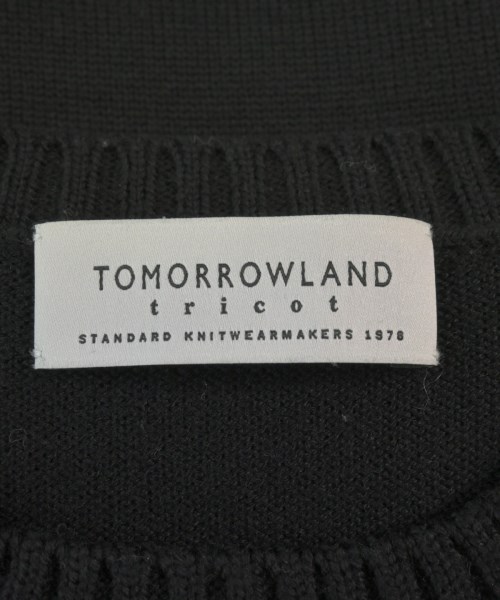 TOMORROWLAND
tricot
STANDARD KNITWEARMAKERS 1978